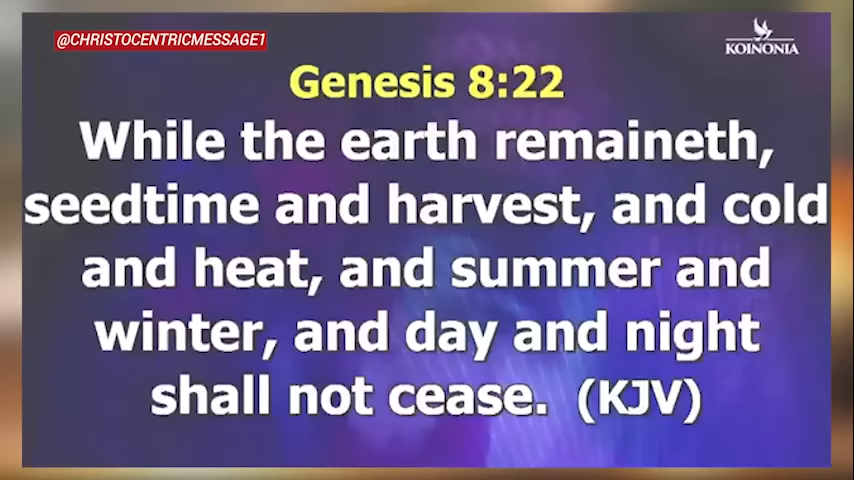 @CHRISTOCENTRICMESSAGE1
KOINONIA
Genesis 8:22
While the earth remaineth,
seedtime and harvest, and cold
and heat, and summer and
winter, and day and night
shall not cease. (KJV)